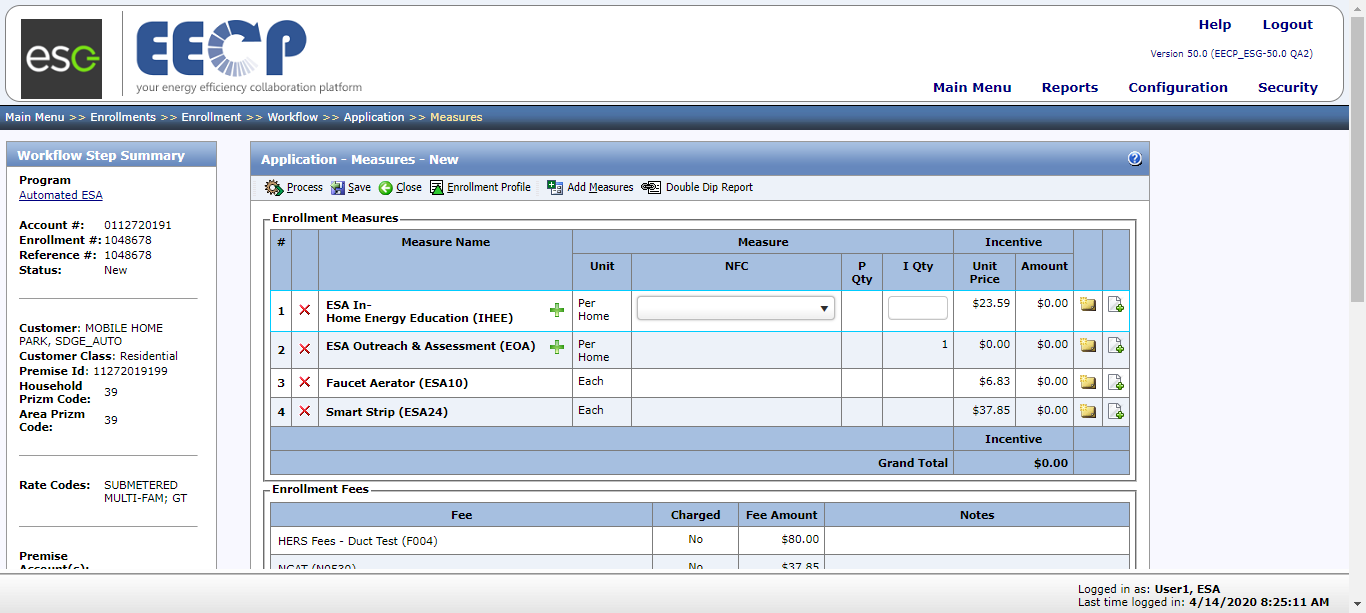 esg
EECP
your energy efficiency collaboration platform
Help Logout
Version 50.0 (EECP_ESG-50.0 QA2)
Main Menu Reports Configuration Security
Main Menu >> Enrollments >> Enrollment >> Workflow >> Application >> Measures
Workflow Step Summary
Program
Automated ESA
Account #: 0112720191
Enrollment #: 1048678
Reference #: 1048678
Status: New
Customer: MOBILE HOME
PARK, SDGE_AUTO
Customer Class: Residential
Premise Id: 11272019199
Household
Prizm Code: 39
Area Prizm
Code: 39
Rate Codes: SUBMETERED
MULTI-FAM; GT
Premise
Account(s):
Application - Measures - New
?
Process Save Close Enrollment Profile Add Measures Double Dip Report
Enrollment Measures
# Measure Name Measure Incentive
Unit NFC P I Qty Unit Amount
Qty Price
1 ESA In- Per $23.59 $0.00
Home Energy Education (IHEE) Home
2 ESA Outreach & Assessment (EOA) Per 1 $0.00 $0.00
Home
3 Faucet Aerator (ESA10) Each $6.83 $0.00
4 Smart Strip (ESA24) Each $37.85 $0.00
Incentive
Grand Total $0.00
Enrollment Fees
Fee Charged Fee Amount Notes
HERS Fees - Duct Test (F004) No $80.00
NGAT (N0530) No $37.85
Logged in as: User1, ESA
Last time logged in: 4/14/2020 8:25:11 AM